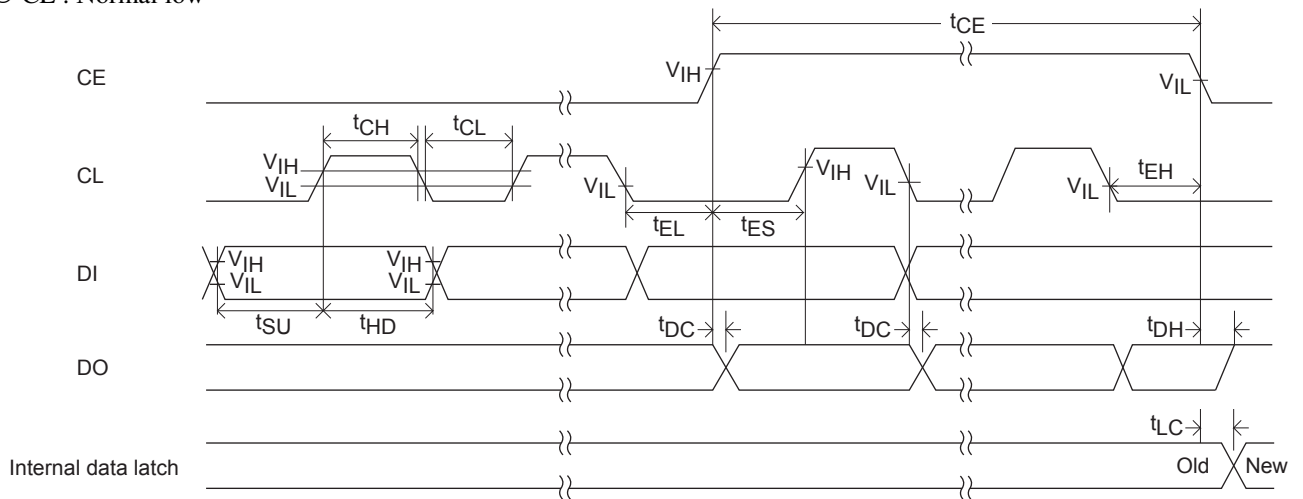 CE : Normal low
tCE
CE
VIH
VIL
tCH
tCL
CL
VIH
VIL
VIL
VIH
VIL
VIL
tEH
tEL
tES
DI
VIH
VIL
VIH
VIL
tSU
tHD
tDC
tDC
tDH
DO
tLC
Internal data latch
Old
New